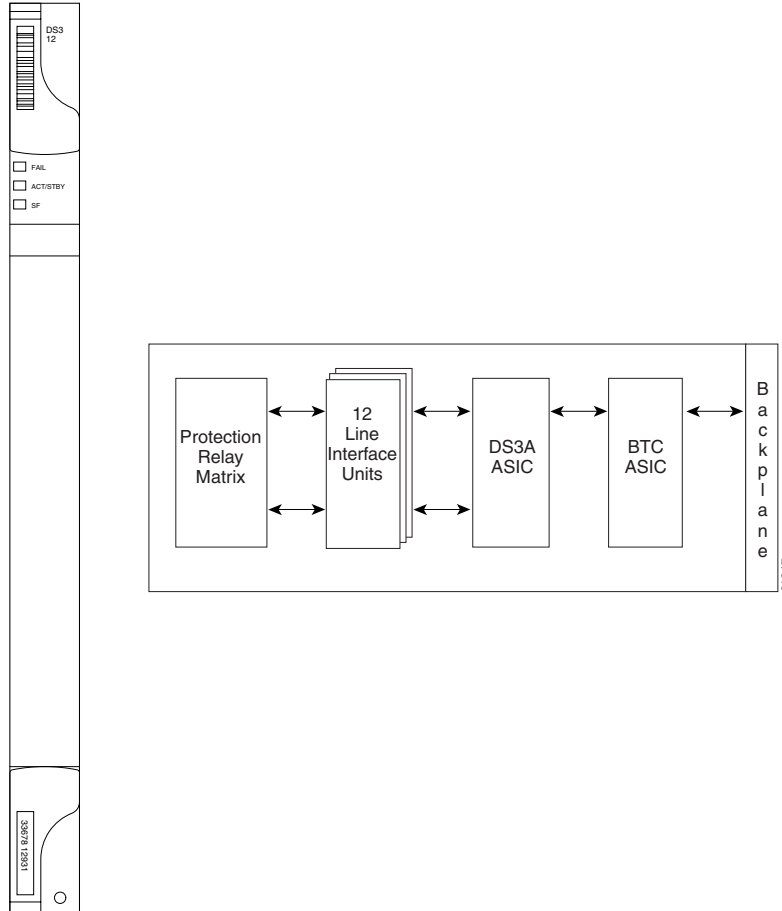 DS3
12
FAIL
ACT/STBY
SF
33678 12931
Protection
Relay
Matrix
12
Line
Interface
Units
DS3A
ASIC
BTC
ASIC
Backplane